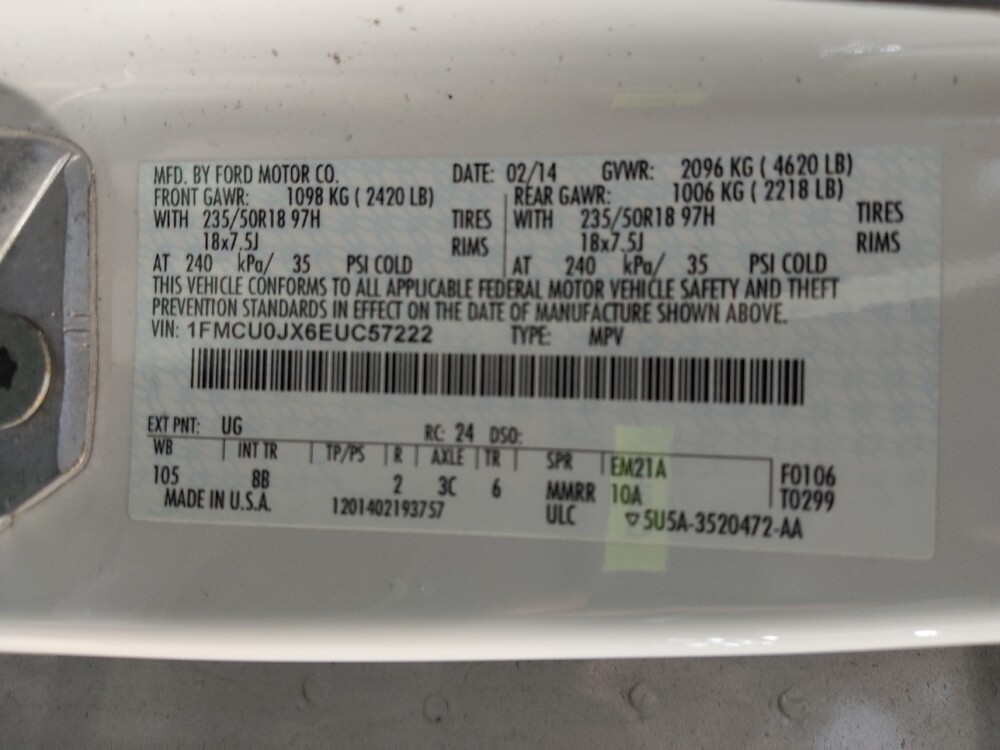 MFD. BY FORD MOTOR CO. DATE: 02/14 GVWR: 2096 KG ( 4620 LB)
FRONT GAWR: 1098 KG ( 2420 LB) REAR GAWR: 1006 KG ( 2218 LB)
WITH 235/50R18 97H TIRES WITH 235/50R18 97H TIRES
18x7.5J RIMS 18x7.5J RIMS
AT 240 kPa/ 35 PSI COLD AT 240 kPa/ 35 PSI COLD
THIS VEHICLE CONFORMS TO ALL APPLICABLE FEDERAL MOTOR VEHICLE SAFETY AND THEFT
PREVENTION STANDARDS IN EFFECT ON THE DATE OF MANUFACTURE SHOWN ABOVE.
VIN: 1FMCU0JX6EUC57222 TYPE: MPV
EXT PNT: UG RC: 24 DSO:
WB INT TR TP/PS R AXLE TR SPR EM21A F0106
105 8B 2 3C 6 MMRR 10A T0299
MADE IN U.S.A. 1201402193757 ULC ▽5U5A-3520472-AA